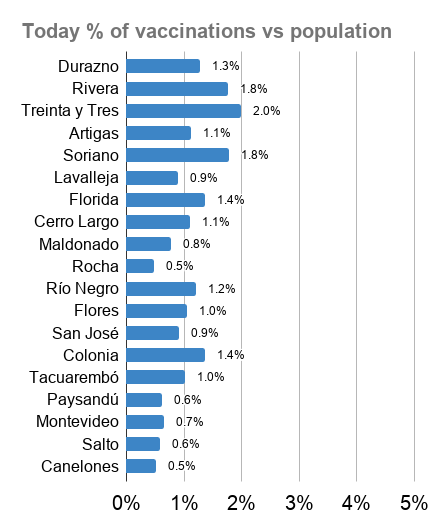 Today % of vaccinations vs population
Durazno 1.3%
Rivera 1.8%
Treinta y Tres 2.0%
Artigas 1.1%
Soriano 1.8%
Lavalleja 0.9%
Florida 1.4%
Cerro Largo 1.1%
Maldonado 0.8%
Rocha 0.5%
Río Negro 1.2%
Flores 1.0%
San José 0.9%
Colonia 1.4%
Tacuarembó 1.0%
Paysandú 0.6%
Montevideo 0.7%
Salto 0.6%
Canelones 0.5%
0% 1% 2% 3% 4% 5%